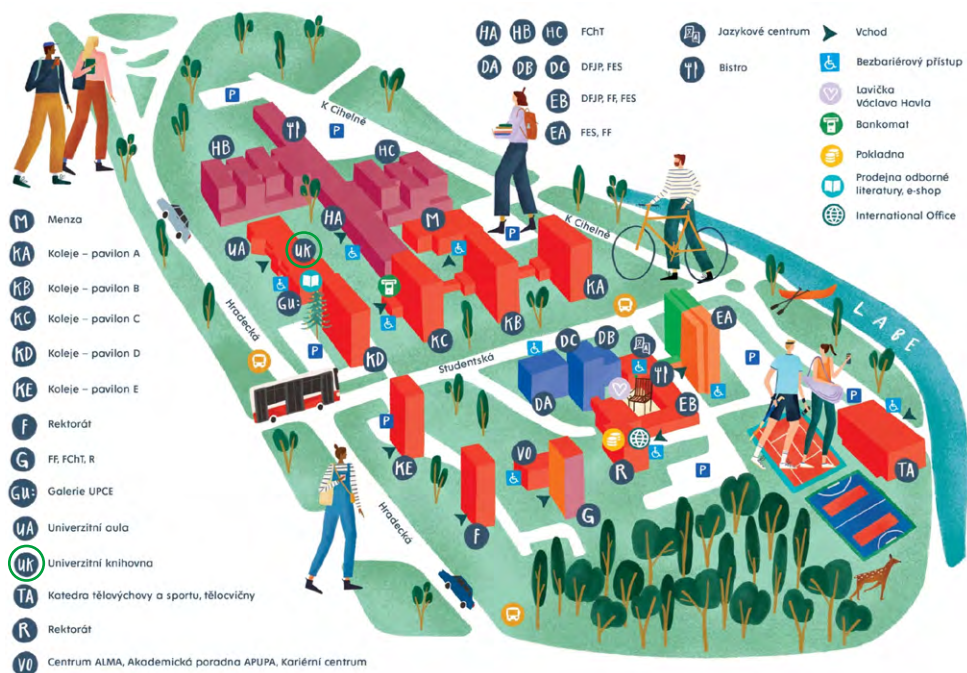 HA HB HC FChT
DA DB DC DFJP, FES
EB DFJP, FF, FES
EA FES, FF
Jazykové centrum
Bistro
Vchod
Bezbariérový přístup
Lavička
Václava Havla
Bankomat
Pokladna
Prodejna odborné
literatury, e-shop
International Office
M Menza
KA Koleje – pavilon A
KB Koleje – pavilon B
KC Koleje – pavilon C
KD Koleje – pavilon D
KE Koleje – pavilon E
F Rektorát
G FF, FChT, R
Gu: Galerie UPCE
UA Univerzitní aula
UK Univerzitní knihovna
TA Katedra tělovýchovy a sportu, tělocvičny
R Rektorát
VO Centrum ALMA, Akademická poradna APUPA, Kariérní centrum
P
K Cihelné
P
HB
HC
HA
M
P
K Cihelné
UA
UK
KA
Gu:
KB
KC
KD
P
Hradecká
Studentská
EA
LABE
DC
DB
P
DA
EB
P
P
KE
VO
R
TA
P
F
G
Hradecká